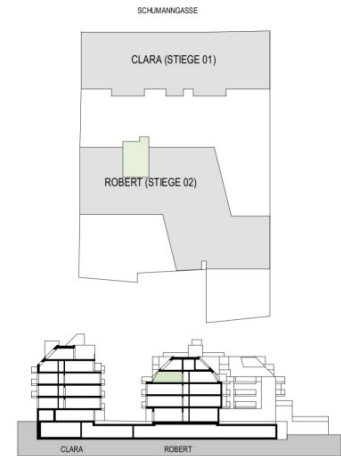 SCHUMANNGASSE
CLARA (STIEGE 01)
ROBERT (STIEGE 02)
CLARA
ROBERT